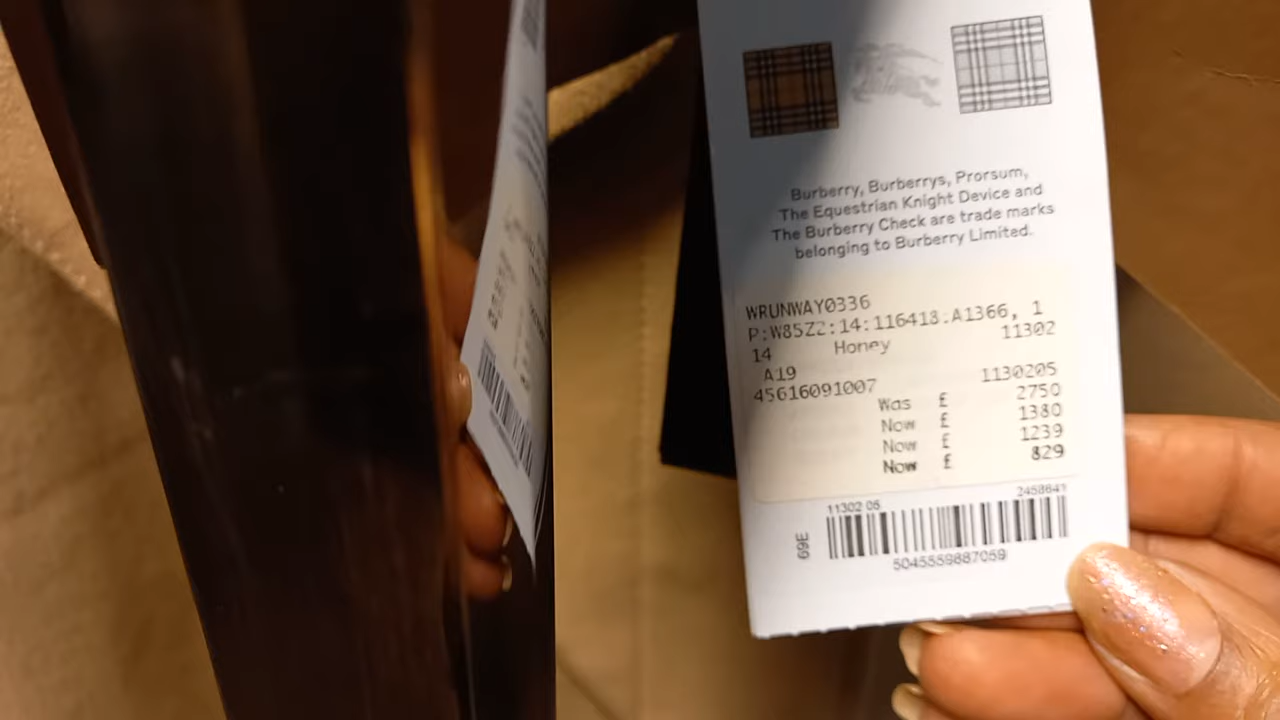 Burberry, Burberrys, Prorsum,
The Equestrian Knight Device and
The Burberry Check are trade marks
belonging to Burberry Limited.
WRUNWAY0336
P:W85Z2:14:116418:A1366, 1
14 Honey 11302
A19
45616091007 1130205
Was £ 2750
Now £ 1380
Now £ 1239
Now £ 829
11302 05 2458641
69E
5045559887059